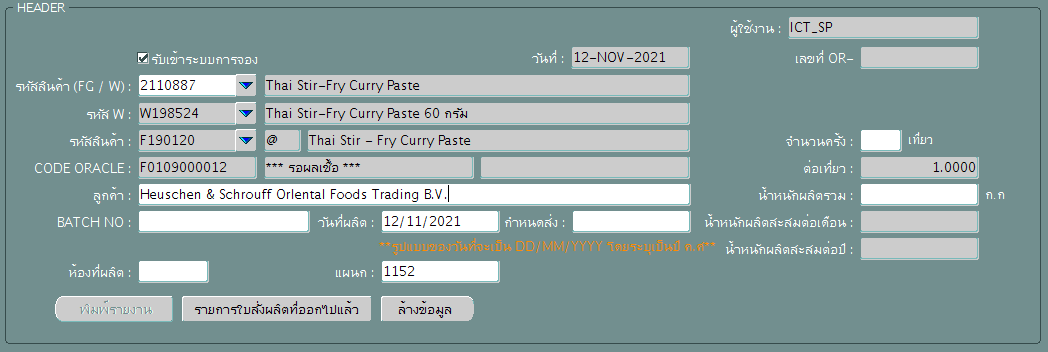 HEADER
ผู้ใช้งาน : ICT_SP
รับเข้าระบบการจอง วันที่ : 12-NOV-2021 เลขที่ OR-
รหัสสินค้า (FG / W) : 2110887 Thai Stir-Fry Curry Paste
รหัส W : W198524 Thai Stir-Fry Curry Paste 60 กรัม
รหัสสินค้า : F190120 @ Thai Stir - Fry Curry Paste จำนวนครั้ง : เที่ยว
CODE ORACLE : F0109000012 *** รอผลเชื้อ *** ต่อเที่ยว : 1.0000
ลูกค้า : Heuschen & Schrouff Orlental Foods Trading B.V. น้ำหนักผลิตรวม : ก.ก
BATCH NO : วันที่ผลิต : 12/11/2021 กำหนดส่ง : น้ำหนักผลิตสะสมต่อเดือน :
**รูปแบบของวันที่จะเป็น DD/MM/YYYY โดยระบุเป็นปี ค.ศ** น้ำหนักผลิตสะสมต่อปี :
ห้องที่ผลิต : แผนก : 1152
พิมพ์รายงาน รายการใบสั่งผลิตที่ออกไปแล้ว ล้างข้อมูล